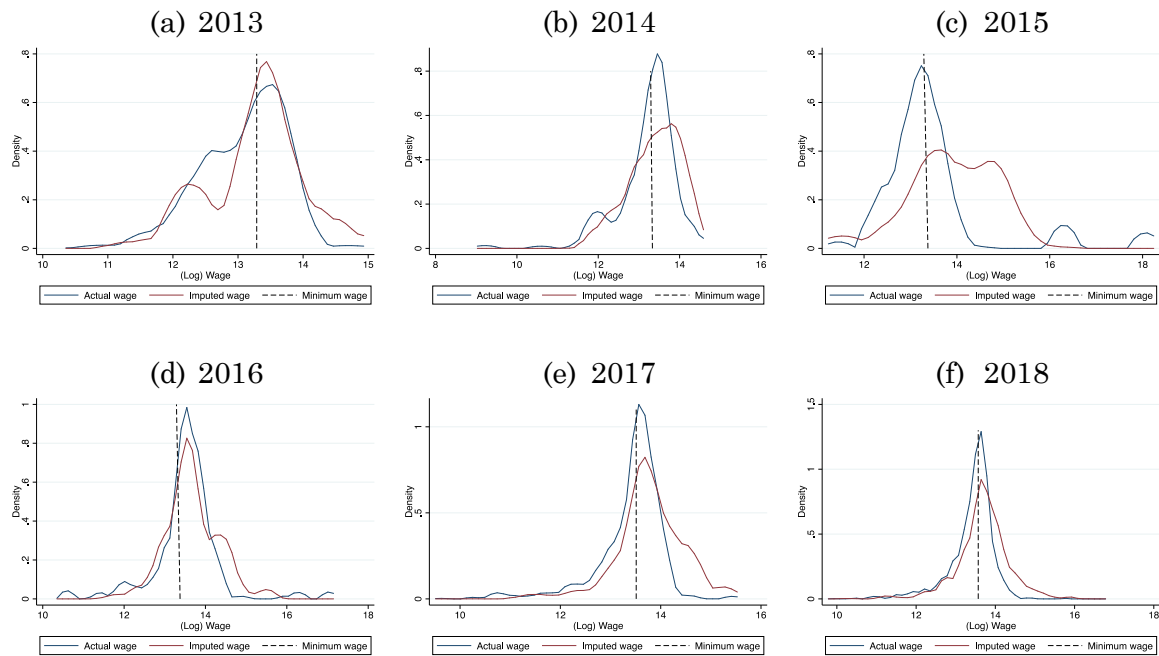 (a) 2013
(b) 2014
(c) 2015
Density
0
.2
.4
.6
.8
10
11
12
13
14
15
(Log) Wage
Actual wage
Imputed wage
Minimum wage
Density
0
.2
.4
.6
.8
8
10
12
14
16
(Log) Wage
Actual wage
Imputed wage
Minimum wage
Density
0
.2
.4
.6
.8
12
14
16
18
(Log) Wage
Actual wage
Imputed wage
Minimum wage
(d) 2016
(e) 2017
(f) 2018
Density
0
.2
.4
.6
.8
1
10
12
14
16
18
(Log) Wage
Actual wage
Imputed wage
Minimum wage
Density
0
.5
1
10
12
14
16
(Log) Wage
Actual wage
Imputed wage
Minimum wage
Density
0
.5
1
1.5
10
12
14
16
18
(Log) Wage
Actual wage
Imputed wage
Minimum wage